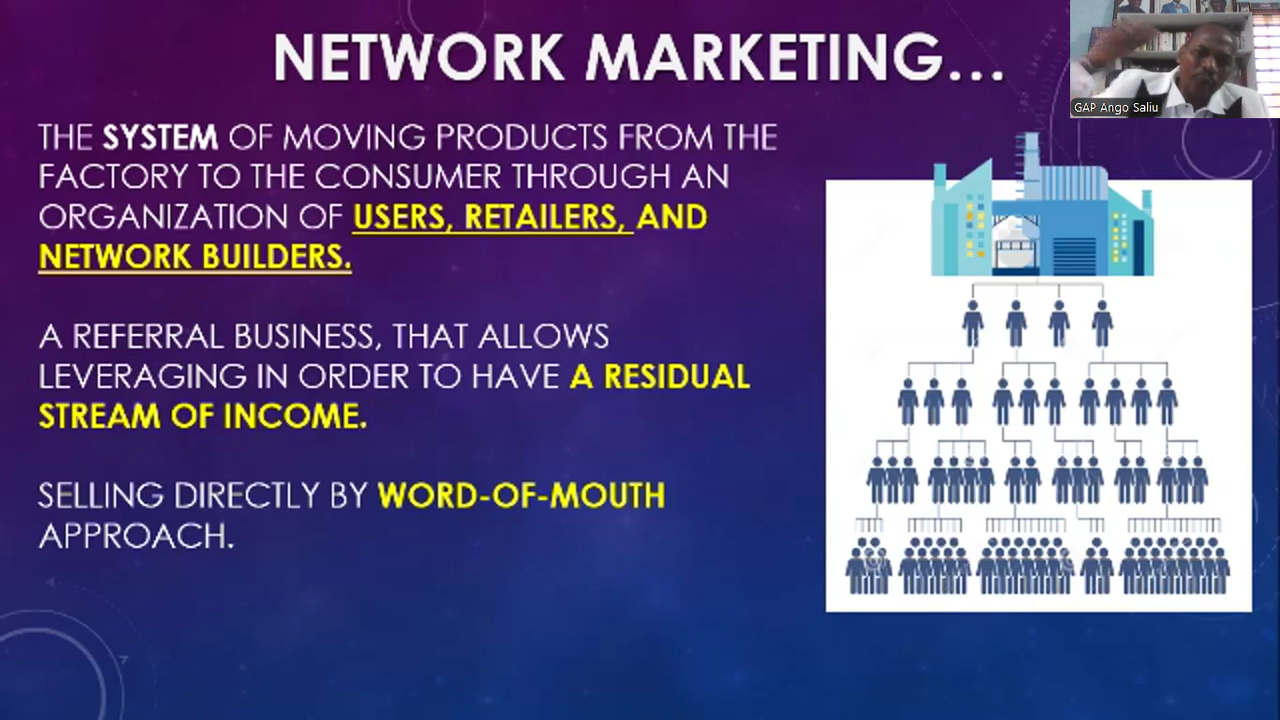 NETWORK MARKETING...
GAP Ango Saliu
THE SYSTEM OF MOVING PRODUCTS FROM THE
FACTORY TO THE CONSUMER THROUGH AN
ORGANIZATION OF USERS, RETAILERS, AND
NETWORK BUILDERS.
A REFERRAL BUSINESS, THAT ALLOWS
LEVERAGING IN ORDER TO HAVE A RESIDUAL
STREAM OF INCOME.
SELLING DIRECTLY BY WORD-OF-MOUTH
APPROACH.